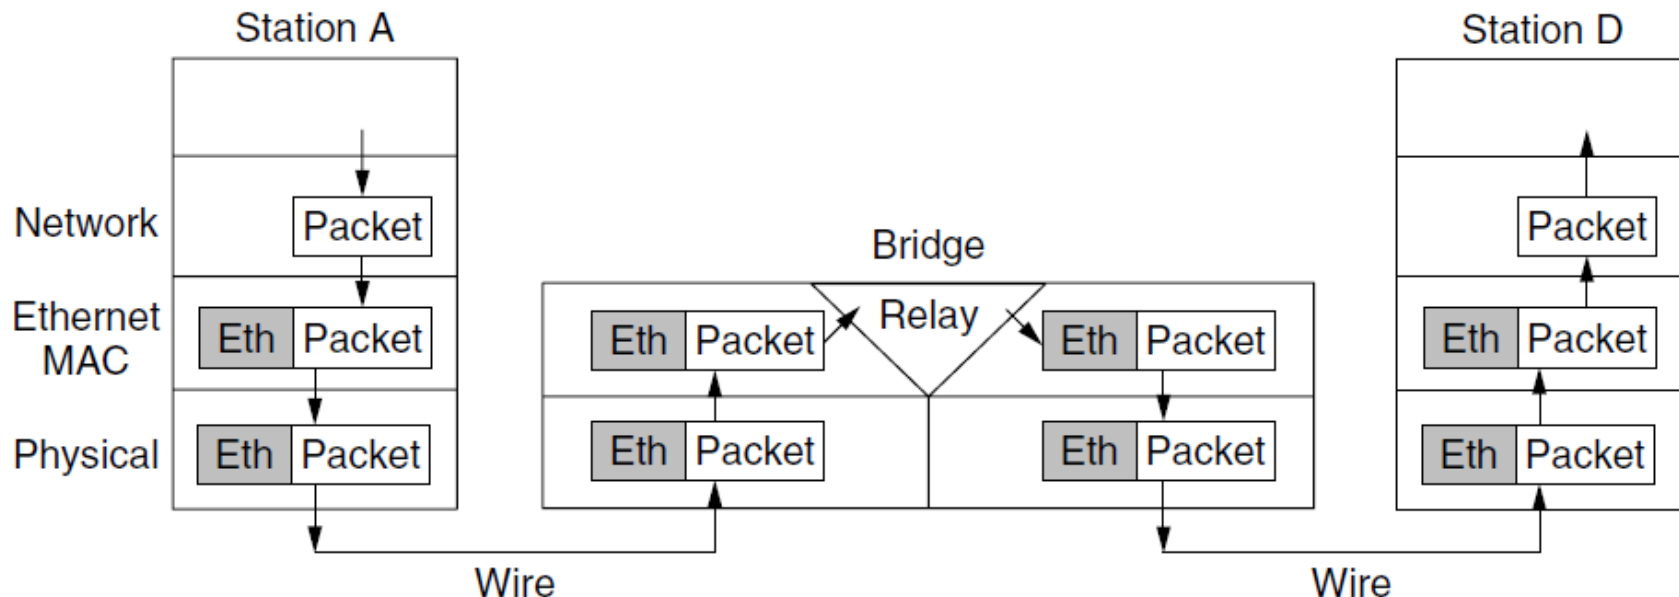 Station A
Station D
Network
Packet
Packet
Bridge
Ethernet
MAC
Eth Packet
Eth Packet
Relay
Eth Packet
Eth Packet
Physical
Eth Packet
Eth Packet
Eth Packet
Eth Packet
Wire
Wire